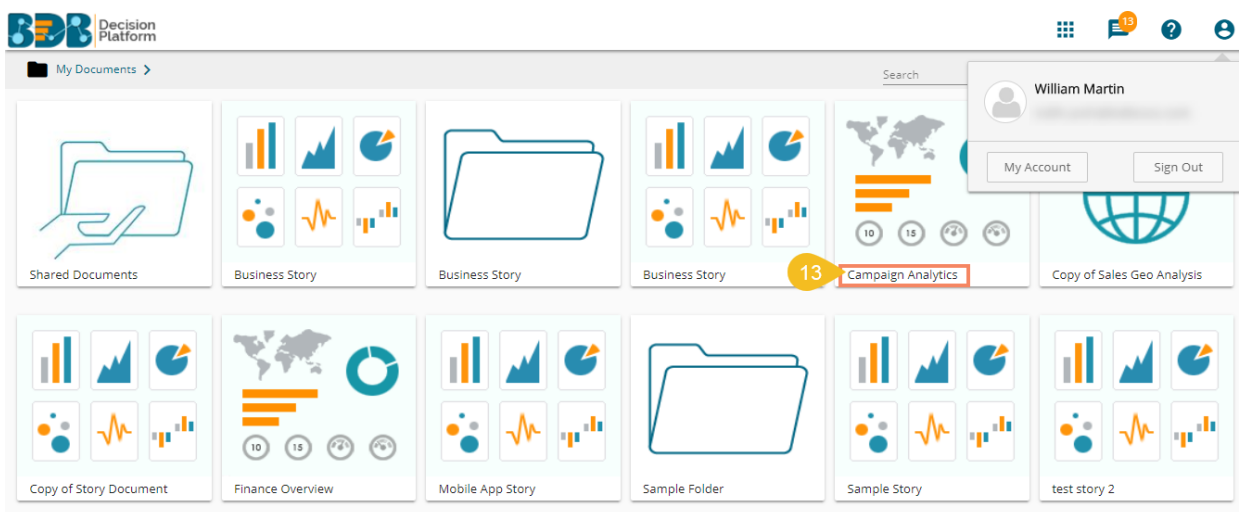 BDB Decision
Platform
13
My Documents
Search
William Martin
My Account
Sign Out
10
15
Shared Documents
Business Story
Business Story
Business Story
13
Campaign Analytics
Copy of Sales Geo Analysis
10
15
Copy of Story Document
Finance Overview
Mobile App Story
Sample Folder
Sample Story
test story 2